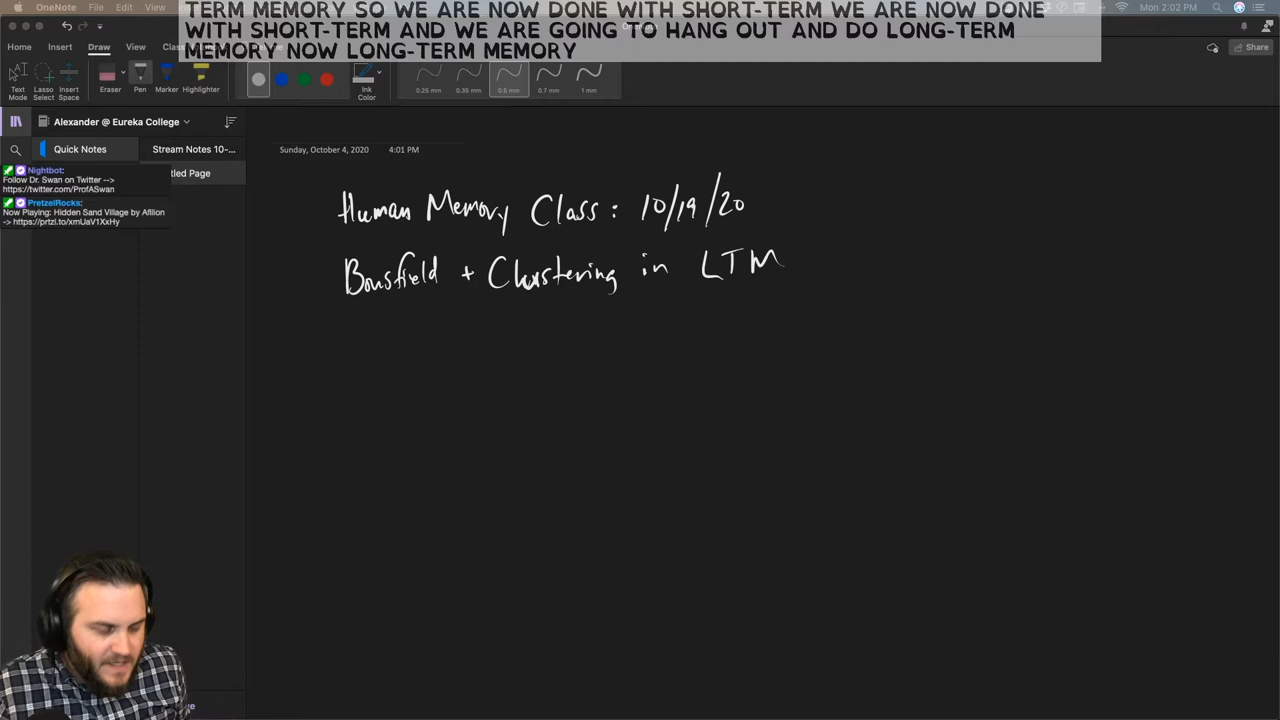 OneNote File Edit View
Mon 2:02 PM
TERM MEMORY SO WE ARE NOW DONE WITH SHORT-TERM WE ARE NOW DONE
WITH SHORT-TERM AND WE ARE GOING TO HANG OUT AND DO LONG-TERM
MEMORY NOW LONG-TERM MEMORY
Home Insert Draw View
Share
Text Mode
Lasso Select
Insert Space
Eraser
Pen
Marker
Highlighter
Ink Color
0.25 mm 0.35 mm 0.5 mm 0.7 mm 1 mm
Alexander @ Eureka College
Quick Notes
Stream Notes 10-...
tled Page
Nightbot:
Follow Dr. Swan on Twitter -->
https://twitter.com/ProfASwan
PretzelRocks:
Now Playing: Hidden Sand Village by Afilion
-> https://prtzl.to/xmUaV1XxHy
Sunday, October 4, 2020 4:01 PM
Human Memory Class: 10/19/20
Bousfield + Clustering in LTM